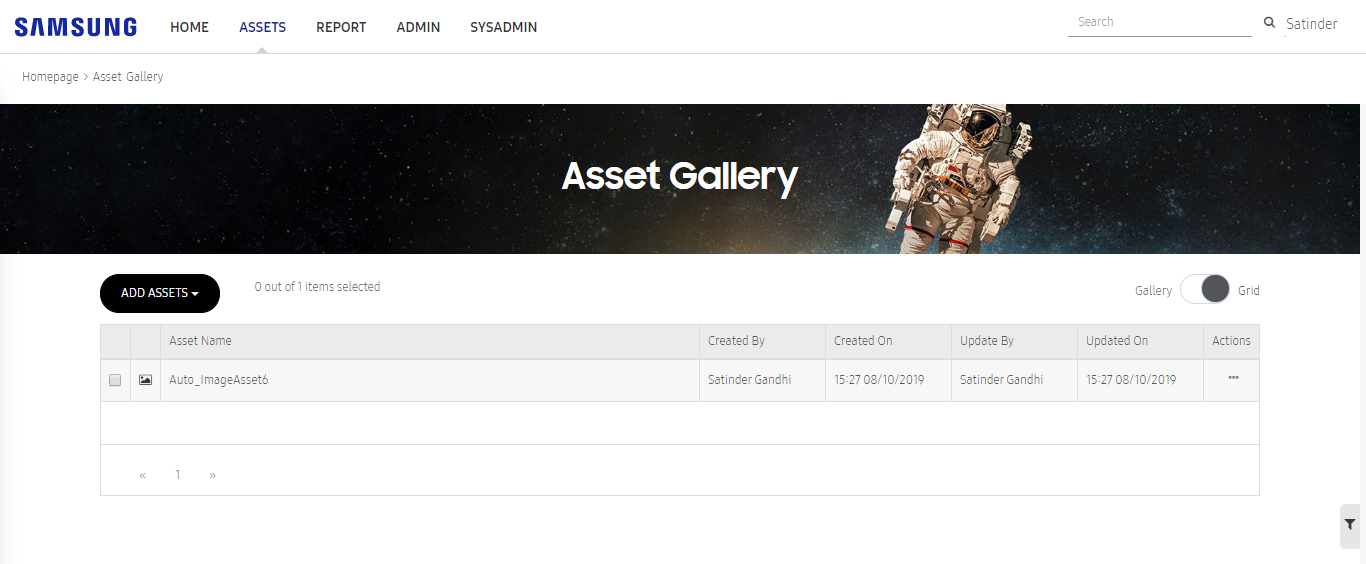 SAMSUNG HOME ASSETS REPORT ADMIN SYSADMIN Search Satinder
Homepage > Asset Gallery
Asset Gallery
ADD ASSETS 0 out of 1 items selected Gallery Grid
Asset Name Created By Created On Update By Updated On Actions
Auto_ImageAsset6 Satinder Gandhi 15:27 08/10/2019 Satinder Gandhi 15:27 08/10/2019 •••
« 1 »